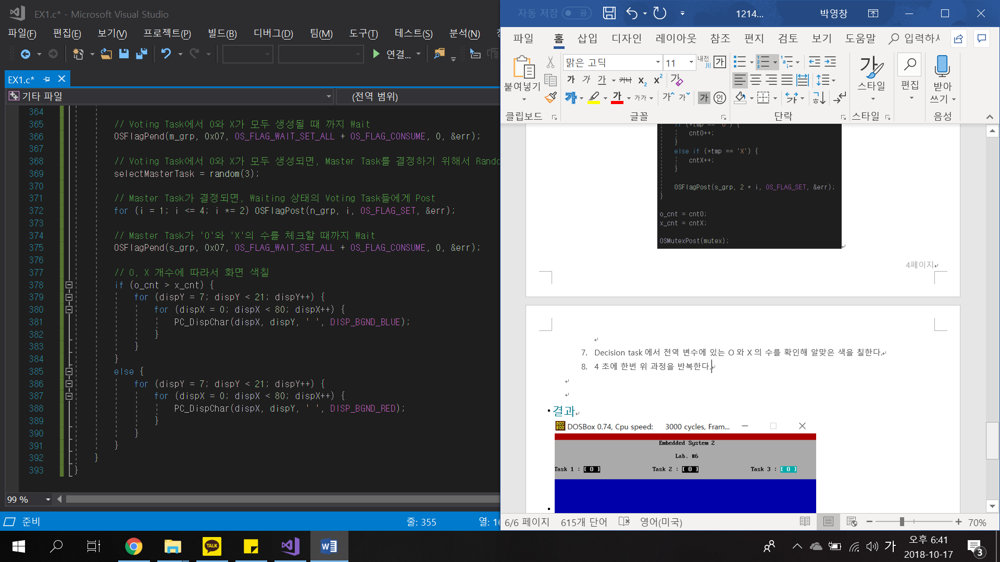 EX1.c* - Microsoft Visual Studio
파일(F) 편집(E) 보기(V) 프로젝트(P) 빌드(B) 디버그(D) 팀(M) 도구(T) 테스트(S) 분석(N)
연결...
EX1.c*
기타 파일 (전역 범위)
364
365 // Voting Task에서 O와 X가 모두 생성될 때 까지 Wait
366 OSFlagPend(m_grp, 0x07, OS_FLAG_WAIT_SET_ALL + OS_FLAG_CONSUME, 0, &err);
367
368 // Voting Task에서 O와 X가 모두 생성되면, Master Task를 결정하기 위해서 Rando
369 selectMasterTask = random(3);
370
371 // Master Task가 결정되면, Waiting 상태의 Voting Task들에게 Post
372 for (i = 1; i <= 4; i *= 2) OSFlagPost(n_grp, i, OS_FLAG_SET, &err);
373
374 // Master Task가 'O'와 'X'의 수를 체크할 때까지 Wait
375 OSFlagPend(s_grp, 0x07, OS_FLAG_WAIT_SET_ALL + OS_FLAG_CONSUME, 0, &err);
376
377 // O, X 개수에 따라서 화면 색칠
378 if (o_cnt > x_cnt) {
379 for (dispY = 7; dispY < 21; dispY++) {
380 for (dispX = 0; dispX < 80; dispX++) {
381 PC_DispChar(dispX, dispY, ' ', DISP_BGND_BLUE);
382 }
383 }
384 }
385 else {
386 for (dispY = 7; dispY < 21; dispY++) {
387 for (dispX = 0; dispX < 80; dispX++) {
388 PC_DispChar(dispX, dispY, ' ', DISP_BGND_RED);
389 }
390 }
391 }
392 }
393 }
99 %
준비 줄: 355 열: 16
자동 저장 끔 1214... 박영창
파일 홈 삽입 디자인 레이아웃 참조 편지 검토 보기 도움말 입력하
붙여넣기
클립보드
맑은 고딕 11 내천 川 가
가 가 가 가나 x₂ x² 가
가 가 가가 가 가 가 인
글꼴
단락
가
스타일
스타일
편집
받아쓰기
음성
if (*tmp == 'O') {
cntO++;
}
else if (*tmp == 'X') {
cntX++;
}
OSFlagPost(s_grp, 2 * i, OS_FLAG_SET, &err);
}
o_cnt = cntO;
x_cnt = cntX;
OSMutexPost(mutex);
4페이지
7. Decision task 에서 전역 변수에 있는 O 와 X 의 수를 확인해 알맞은 색을 칠한다.
8. 4 초에 한번 위 과정을 반복한다.
결과
DOSBox 0.74, Cpu speed: 3000 cycles, Fram...
Embedded System 2
Lab. #6
Task 1 : [ O ] Task 2 : [ O ] Task 3 : [ O ]
6/6 페이지 615개 단어 영어(미국) 70%
TALK
가
오후 6:41
2018-10-17
3